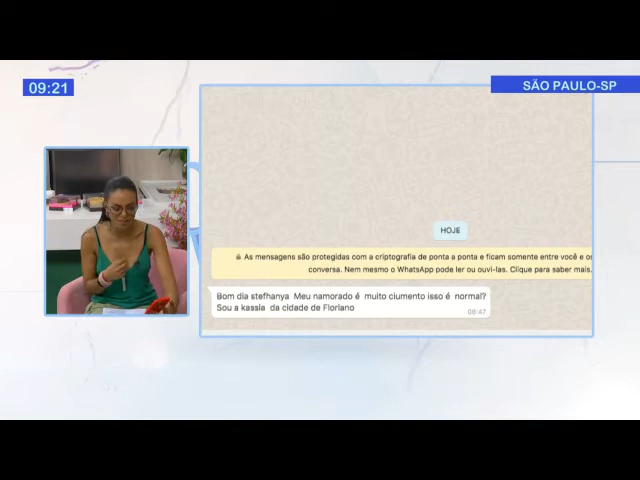 09:21
SÃO PAULO-SP
HOJE
As mensagens são protegidas com a criptografia de ponta a ponta e ficam somente entre você e os
conversa. Nem mesmo o WhatsApp pode ler ou ouvi-las. Clique para saber mais.
Bom dia stefhanya Meu namorado é muito ciumento isso é normal?
Sou a kassia da cidade de Floriano
08:47